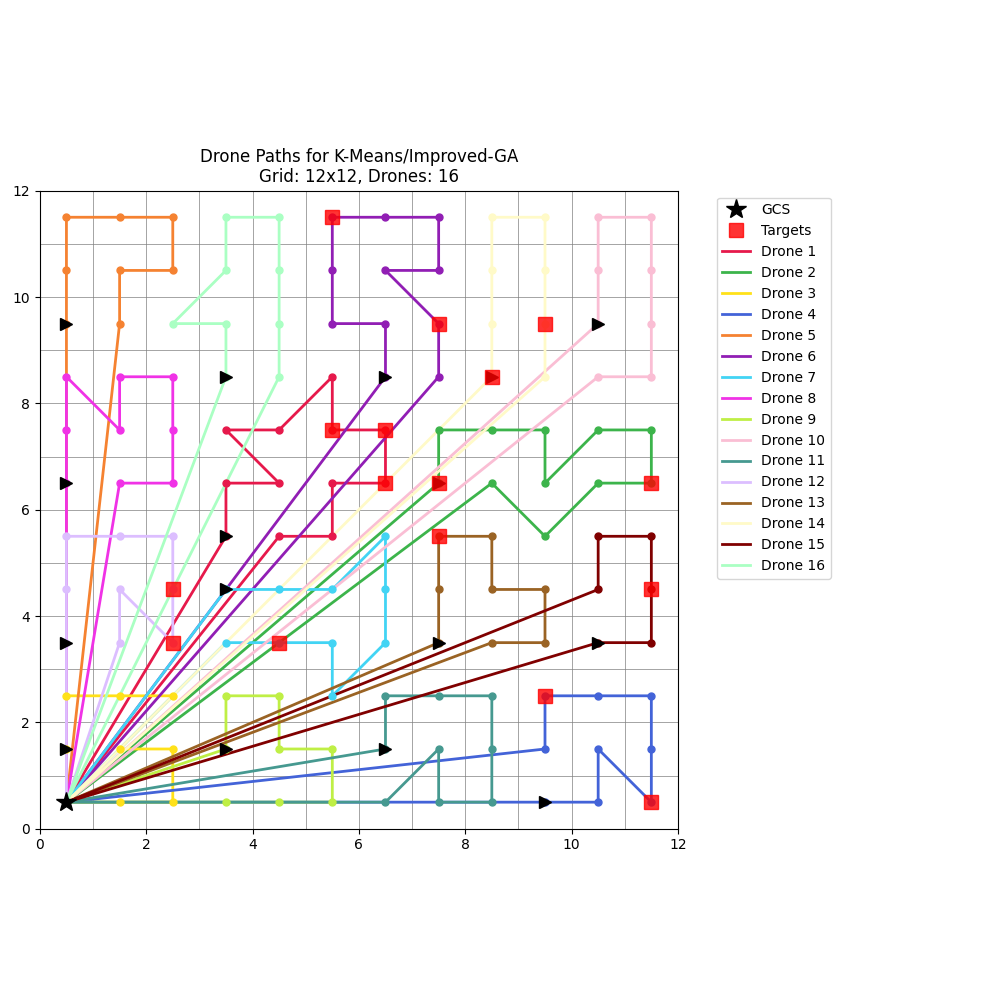 Drone Paths for K-Means/Improved-GA
Grid: 12x12, Drones: 16
12
10
8
6
4
2
0
0
2
4
6
8
10
12
GCS
Targets
Drone 1
Drone 2
Drone 3
Drone 4
Drone 5
Drone 6
Drone 7
Drone 8
Drone 9
Drone 10
Drone 11
Drone 12
Drone 13
Drone 14
Drone 15
Drone 16